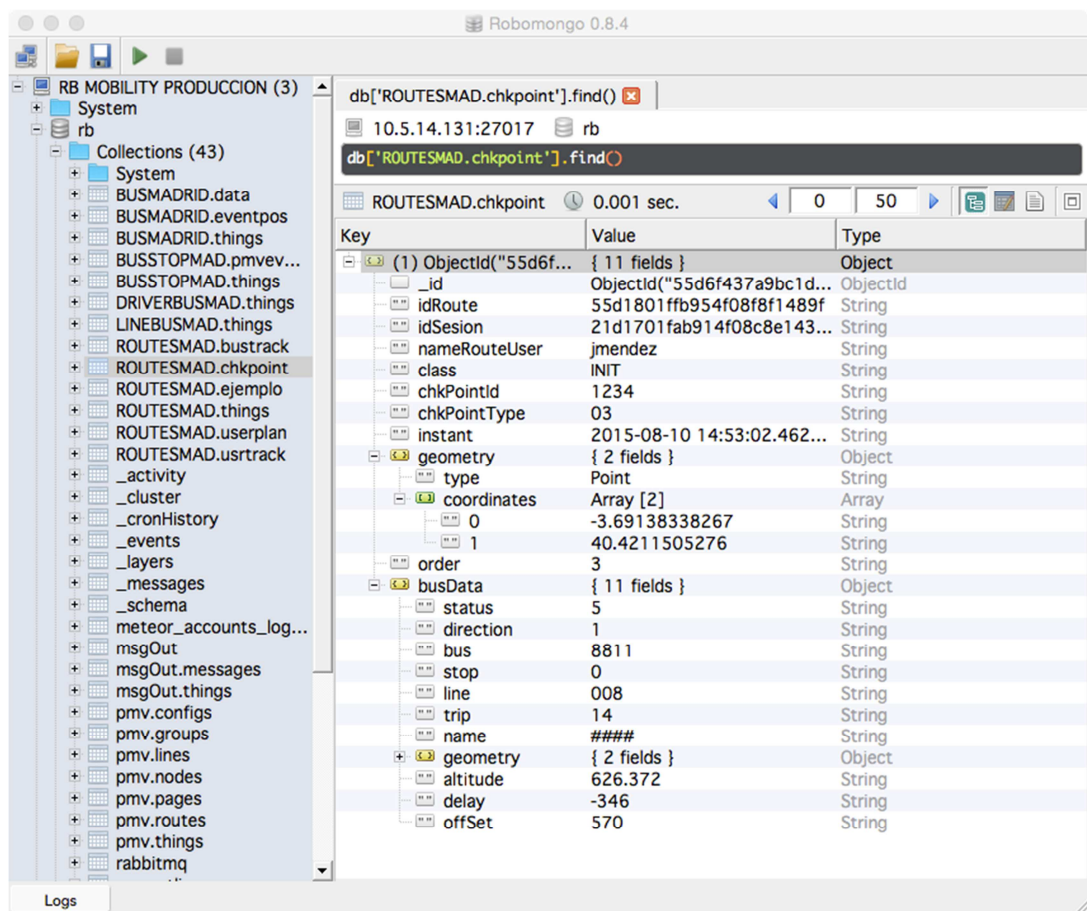 Robomongo 0.8.4
RB MOBILITY PRODUCCION (3)
System
rb
Collections (43)
System
BUSMADRID.data
BUSMADRID.eventpos
BUSMADRID.things
BUSSTOPMAD.pmvev...
BUSSTOPMAD.things
DRIVERBUSMAD.things
LINEBUSMAD.things
ROUTESMAD.bustrack
ROUTESMAD.chkpoint
ROUTESMAD.ejemplo
ROUTESMAD.things
ROUTESMAD.userplan
ROUTESMAD.usrtrack
_activity
_cluster
_cronHistory
_events
_layers
_messages
_schema
meteor_accounts_log...
msgOut
msgOut.messages
msgOut.things
pmv.configs
pmv.groups
pmv.lines
pmv.nodes
pmv.pages
pmv.routes
pmv.things
rabbitmq
db['ROUTESMAD.chkpoint'].find()
10.5.14.131:27017 rb
db['ROUTESMAD.chkpoint'].find()
ROUTESMAD.chkpoint 0.001 sec. 0 50
Key Value Type
(1) ObjectId("55d6f... { 11 fields } Object
_id ObjectId("55d6f437a9bc1d... ObjectId
idRoute 55d1801ffb954f08f8f1489f String
idSesion 21d1701fab914f08c8e143... String
nameRouteUser jmendez String
class INIT String
chkPointId 1234 String
chkPointType 03 String
instant 2015-08-10 14:53:02.462... String
geometry { 2 fields } Object
type Point String
coordinates Array [2] Array
0 -3.69138338267 String
1 40.4211505276 String
order 3 String
busData { 11 fields } Object
status 5 String
direction 1 String
bus 8811 String
stop 0 String
line 008 String
trip 14 String
name #### String
geometry { 2 fields } Object
altitude 626.372 String
delay -346 String
offSet 570 String
Logs